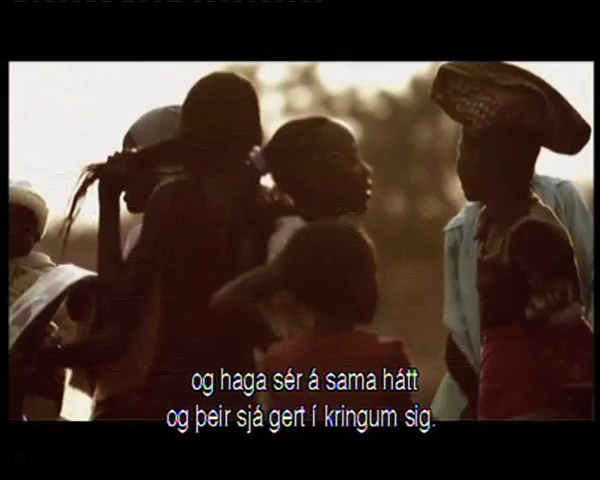 og haga sér á sama hátt
og þeir sjá gert í kringum sig.